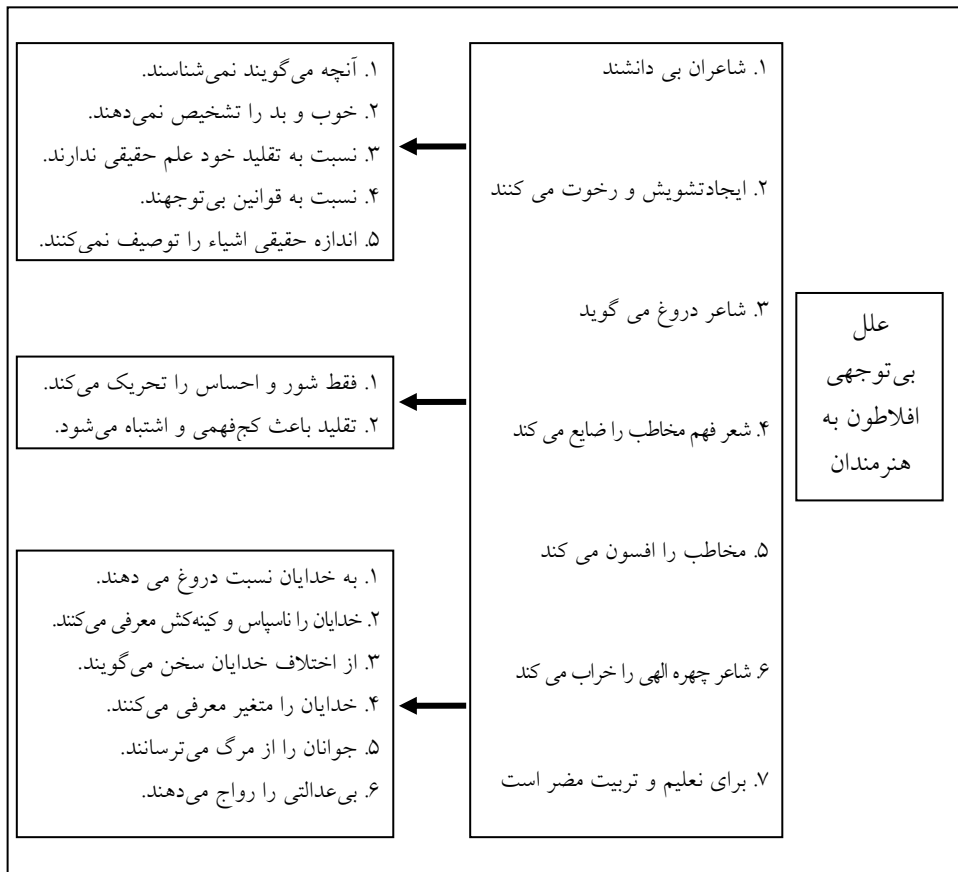 علل
بی‌توجهی
افلاطون به
هنرمندان
۱. شاعران بی دانشند
۲. ایجادتشویش و رخوت می کنند
۳. شاعر دروغ می گوید
۴. شعر فهم مخاطب را ضایع می کند
۵. مخاطب را افسون می کند
۶. شاعر چهره الهی را خراب می کند
۷. برای نعلیم و تربیت مضر است
۱. آنچه می‌گویند نمی‌شناسند.
۲. خوب و بد را تشخیص نمی‌دهند.
۳. نسبت به تقلید خود علم حقیقی ندارند.
۴. نسبت به قوانین بی‌توجهند.
۵. اندازه حقیقی اشیاء را توصیف نمی‌کنند.
۱. فقط شور و احساس را تحریک می‌کند.
۲. تقلید باعث کج‌فهمی و اشتباه می‌شود.
۱. به خدایان نسبت دروغ می دهند.
۲. خدایان را ناسپاس و کینه‌کش معرفی می‌کنند.
۳. از اختلاف خدایان سخن می‌گویند.
۴. خدایان را متغیر معرفی می‌کنند.
۵. جوانان را از مرگ می‌ترسانند.
۶. بی‌عدالتی را رواج می‌دهند.